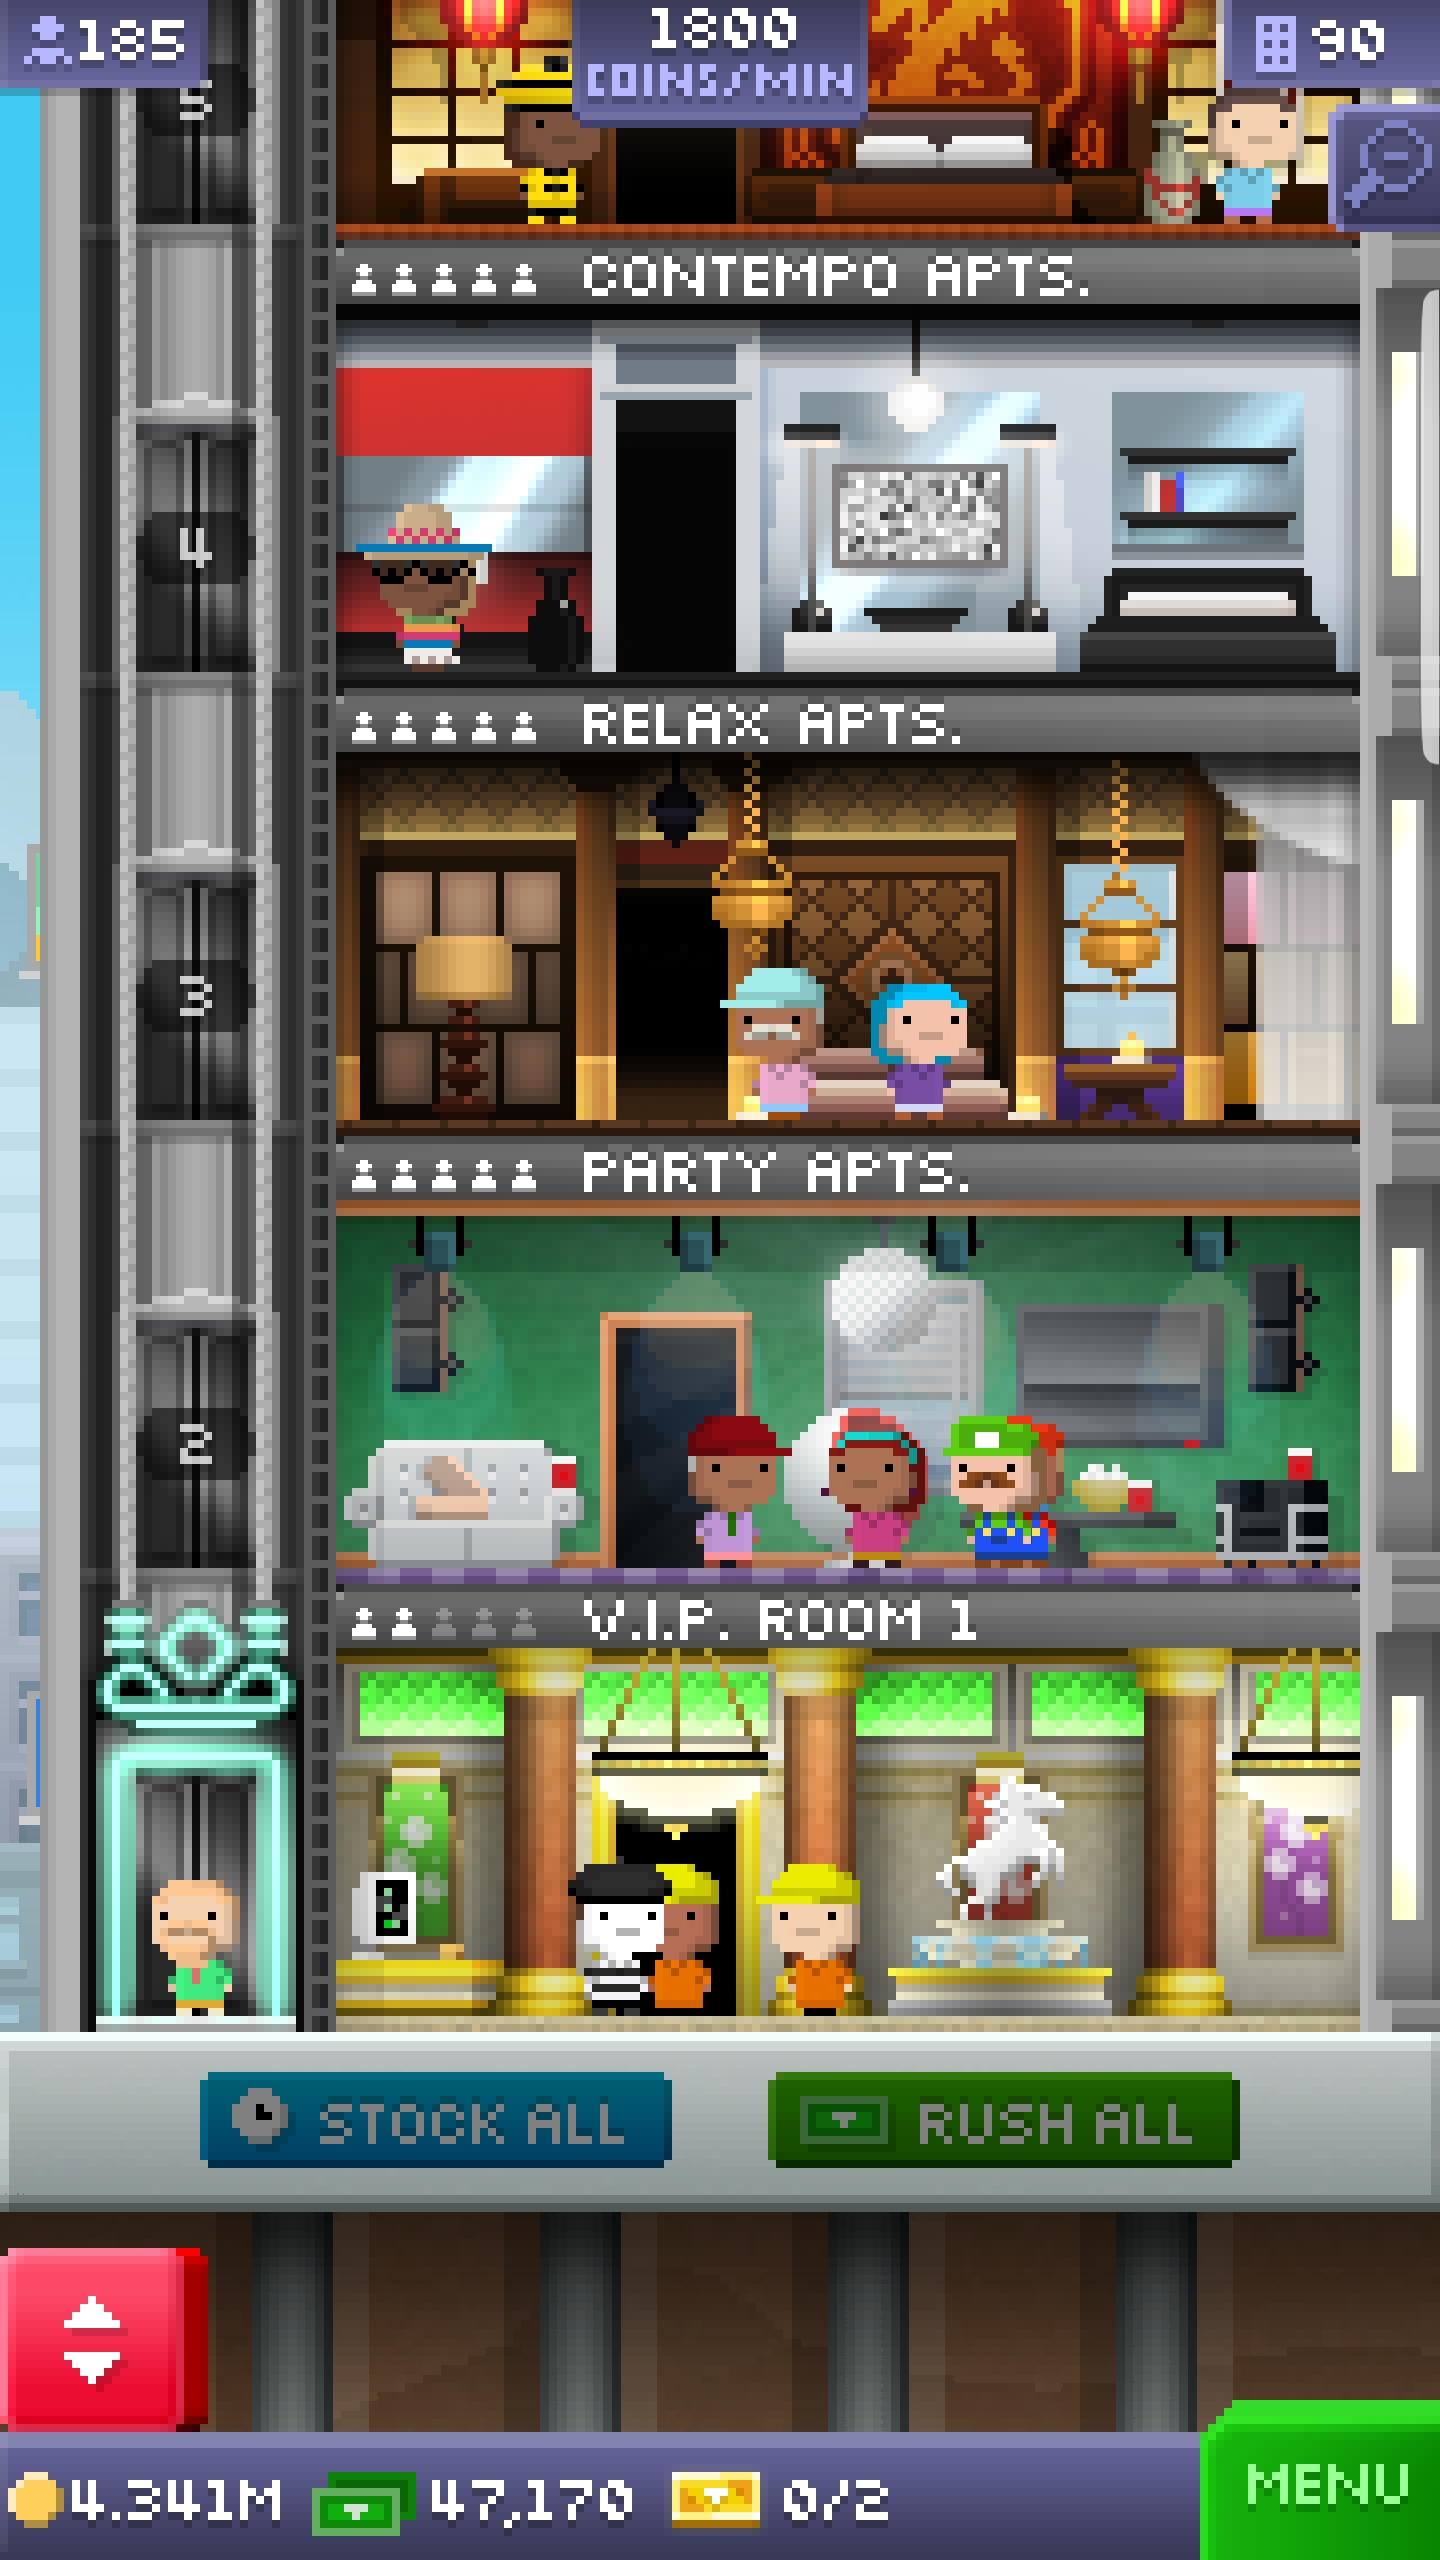 185
1800
COINS/MIN
90
5
CONTEMPO APTS.
4
RELAX APTS.
3
PARTY APTS.
2
V.I.P. ROOM 1
STOCK ALL
RUSH ALL
4.341M
47,170
0/2
MENU